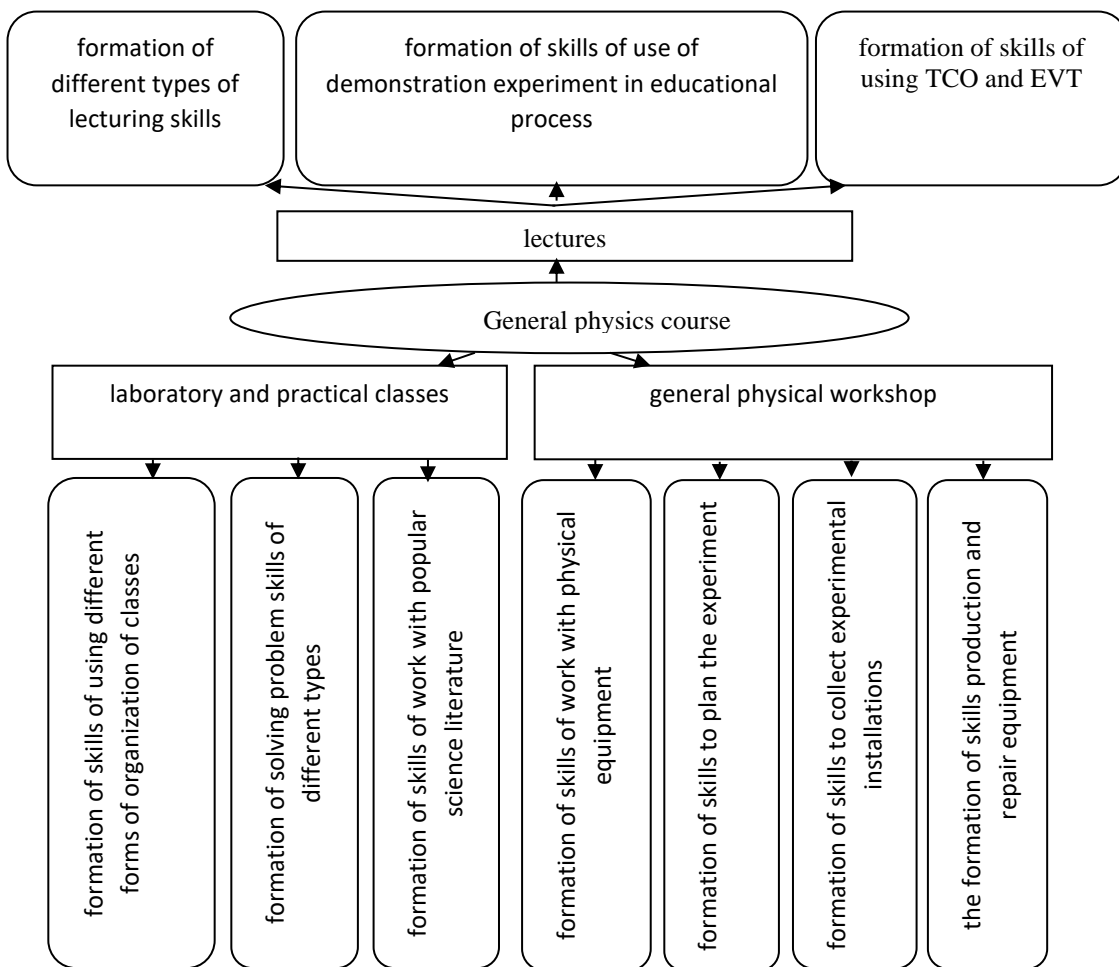 formation of
different types of
lecturing skills
formation of skills of use of
demonstration experiment in educational
process
formation of skills of
using TCO and EVT
lectures
General physics course
laboratory and practical classes
general physical workshop
formation of skills of using different
forms of organization of classes
formation of solving problem skills of
different types
formation of skills of work with popular
science literature
formation of skills of work with physical
equipment
formation of skills to plan the experiment
formation of skills to collect experimental
installations
the formation of skills production and
repair equipment